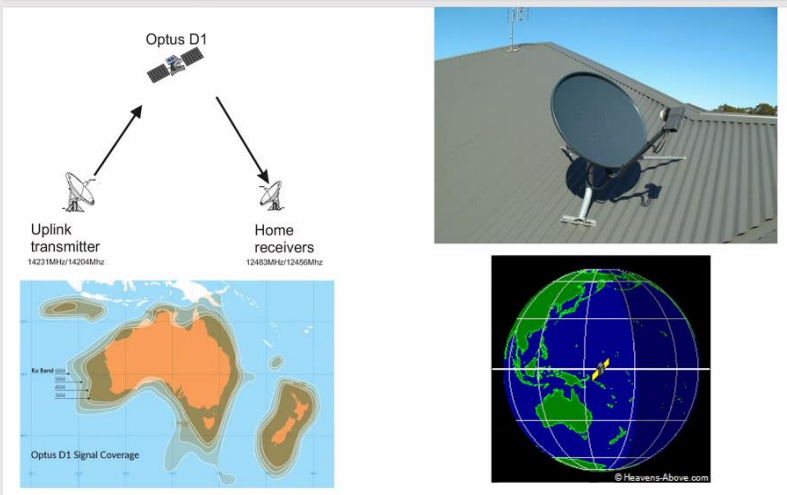 Optus D1
Uplink
transmitter
14231MHz/14204Mhz
Home
receivers
12483MHz/12456Mhz
Ku Band
Optus D1 Signal Coverage
© Heavens-Above.com